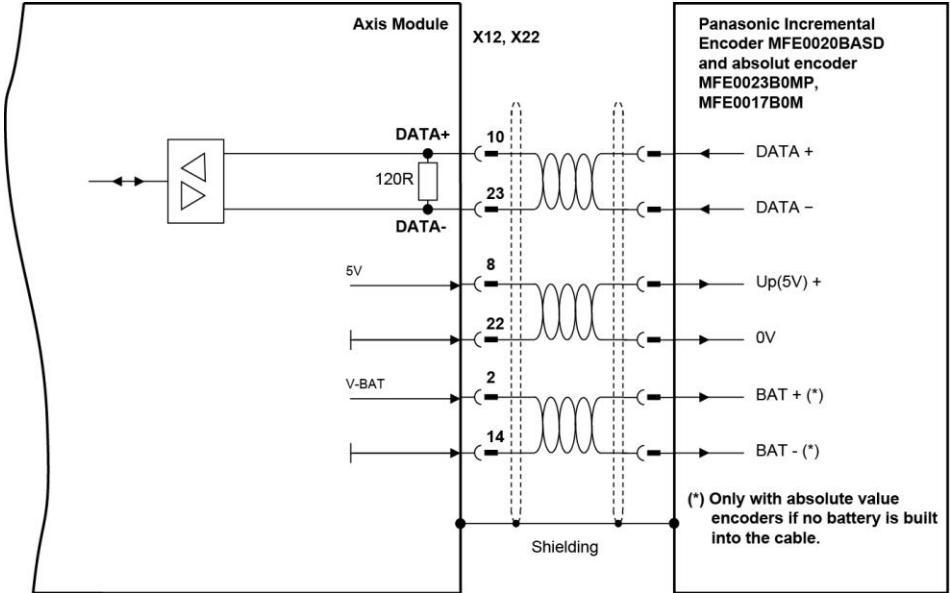 Axis Module
X12, X22
Panasonic Incremental
Encoder MFE0020BASD
and absolut encoder
MFE0023B0MP,
MFE0017B0M
DATA+
10
DATA +
120R
23
DATA −
DATA-
5V
8
Up(5V) +
22
0V
V-BAT
2
BAT + (*)
14
BAT - (*)
(*) Only with absolute value
encoders if no battery is built
into the cable.
Shielding